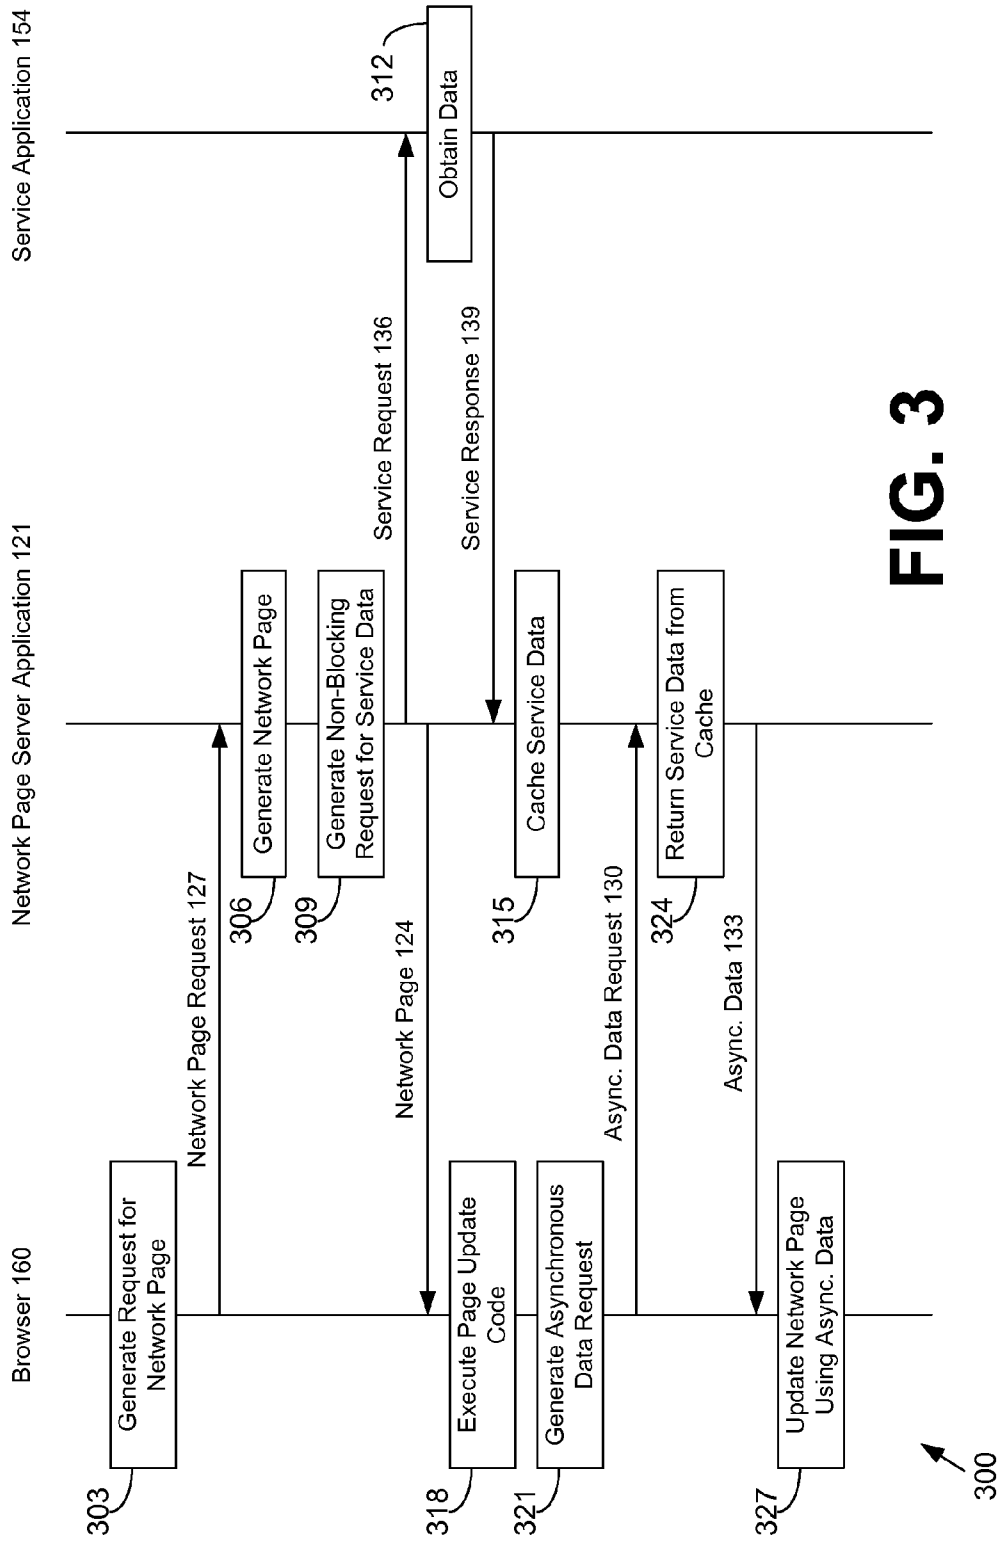 Browser 160
Network Page Server Application 121
Service Application 154
303
Generate Request for
Network Page
Network Page Request 127
306
Generate Network Page
309
Generate Non-Blocking
Request for Service Data
Service Request 136
312
Obtain Data
Network Page 124
Service Response 139
318
Execute Page Update
Code
315
Cache Service Data
321
Generate Asynchronous
Data Request
Async. Data Request 130
324
Return Service Data from
Cache
Async. Data 133
327
Update Network Page
Using Async. Data
300
FIG. 3